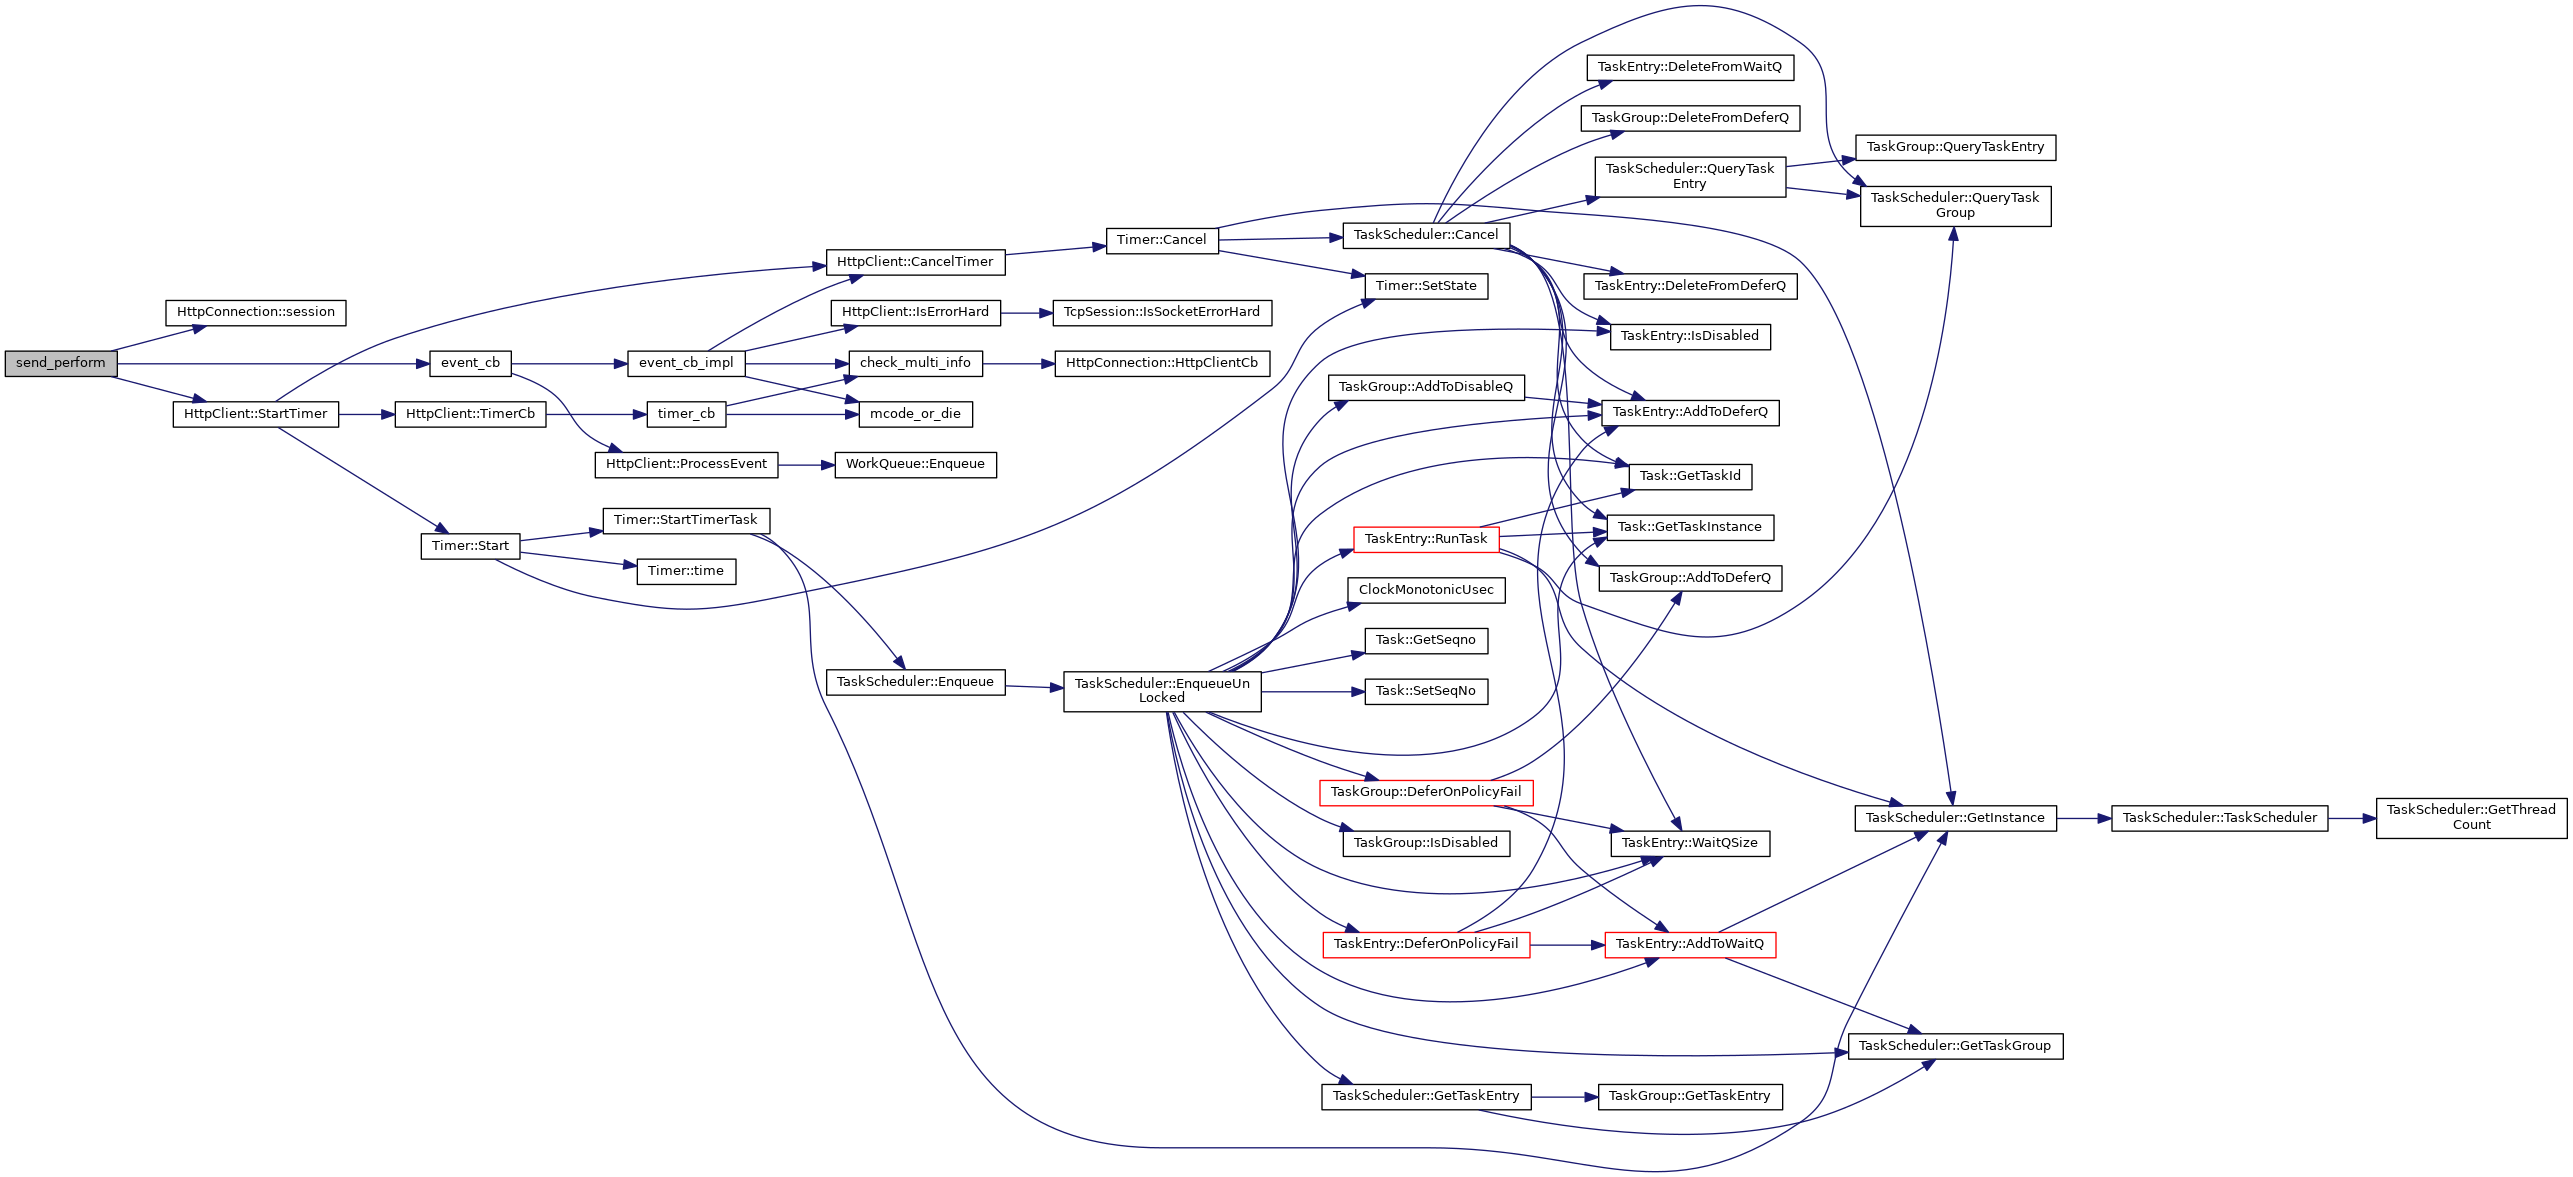 send_perform
HttpConnection::session
event_cb
HttpClient::StartTimer
HttpClient::TimerCb
Timer::Start
event_cb_impl
timer_cb
HttpClient::ProcessEvent
Timer::StartTimerTask
Timer::time
HttpClient::CancelTimer
HttpClient::IsErrorHard
check_multi_info
mcode_or_die
WorkQueue::Enqueue
TaskScheduler::Enqueue
Timer::Cancel
TcpSession::IsSocketErrorHard
HttpConnection::HttpClientCb
TaskScheduler::EnqueueUn
Locked
TaskScheduler::Cancel
Timer::SetState
TaskGroup::AddToDisableQ
TaskEntry::RunTask
ClockMonotonicUsec
Task::GetSeqno
Task::SetSeqNo
TaskGroup::DeferOnPolicyFail
TaskGroup::IsDisabled
TaskEntry::DeferOnPolicyFail
TaskScheduler::GetTaskEntry
TaskEntry::DeleteFromWaitQ
TaskGroup::DeleteFromDeferQ
TaskScheduler::QueryTask
Entry
TaskEntry::DeleteFromDeferQ
TaskEntry::IsDisabled
TaskEntry::AddToDeferQ
Task::GetTaskId
Task::GetTaskInstance
TaskGroup::AddToDeferQ
TaskEntry::WaitQSize
TaskEntry::AddToWaitQ
TaskGroup::GetTaskEntry
TaskGroup::QueryTaskEntry
TaskScheduler::QueryTask
Group
TaskScheduler::GetInstance
TaskScheduler::GetTaskGroup
TaskScheduler::TaskScheduler
TaskScheduler::GetThread
Count